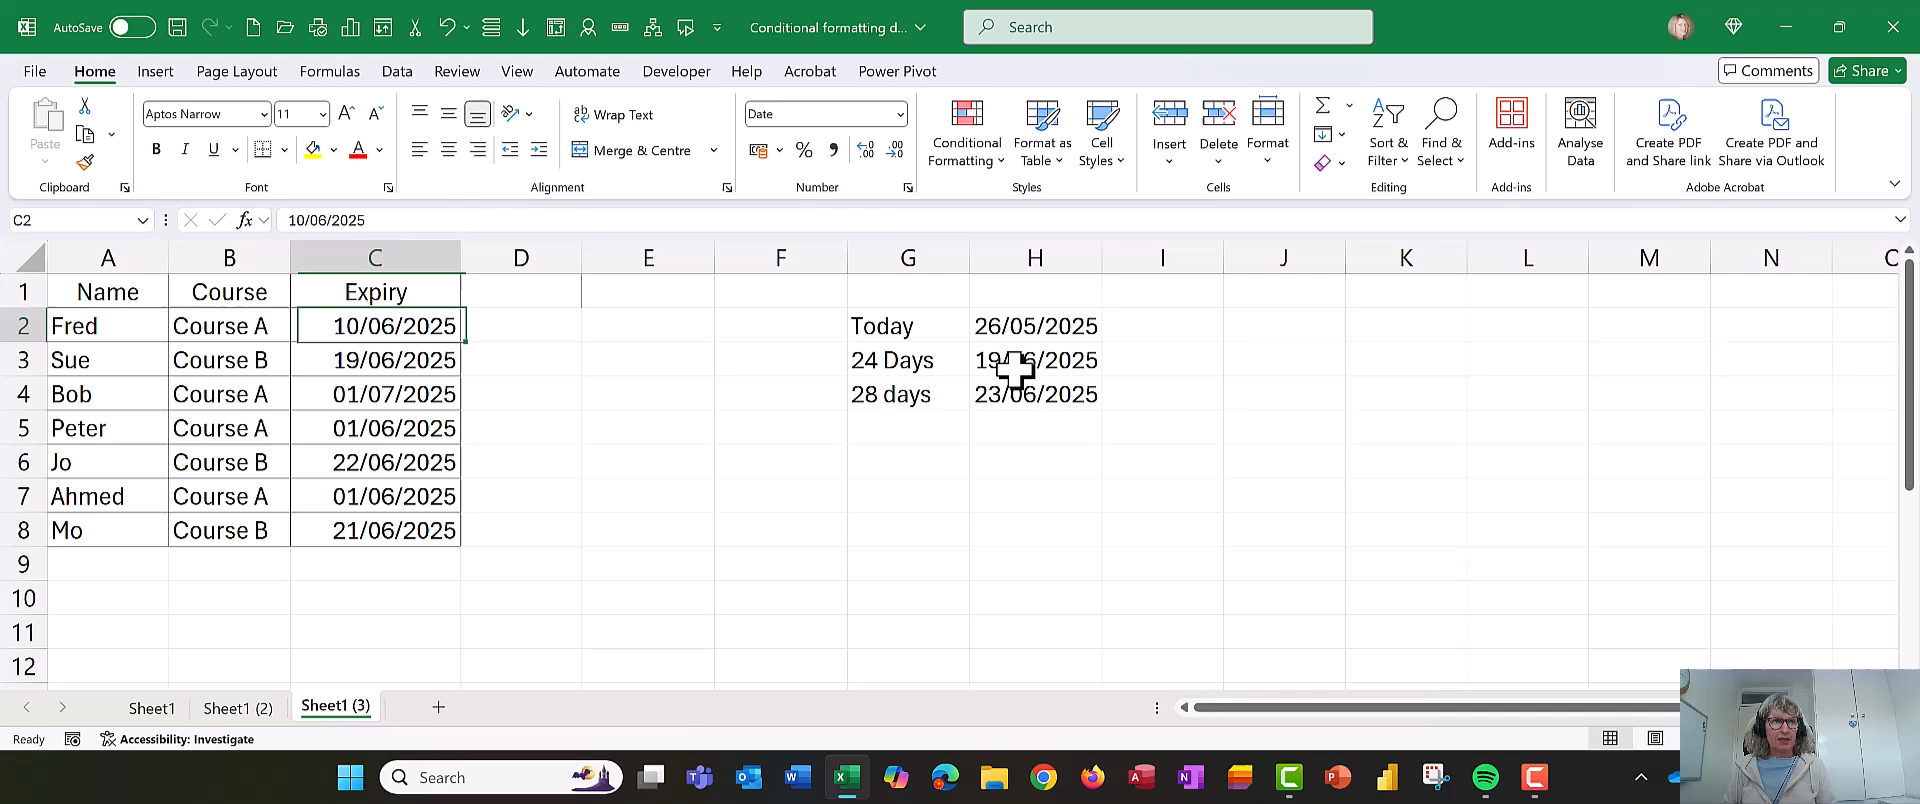 AutoSave
Conditional formatting d...
Search
File Home Insert Page Layout Formulas Data Review View Automate Developer Help Acrobat Power Pivot
Comments Share
Paste
Aptos Narrow 11
B I U
Wrap Text
Merge & Centre
Date
Conditional Formatting
Format as Table
Cell Styles
Insert Delete Format
Sort & Filter
Find & Select
Add-ins
Analyse Data
Create PDF and Share link
Create PDF and Share via Outlook
Clipboard Font Alignment Number Styles Cells Editing Add-ins Adobe Acrobat
C2 fx 10/06/2025
A B C D E F G H I J K L M N
1 Name Course Expiry
2 Fred Course A 10/06/2025 Today 26/05/2025
3 Sue Course B 19/06/2025 24 Days
4 Bob Course A 01/07/2025 28 days 23/06/2025
5 Peter Course A 01/06/2025
6 Jo Course B 22/06/2025
7 Ahmed Course A 01/06/2025
8 Mo Course B 21/06/2025
9
10
11
12
Sheet1 Sheet1 (2) Sheet1 (3)
Ready Accessibility: Investigate
Search